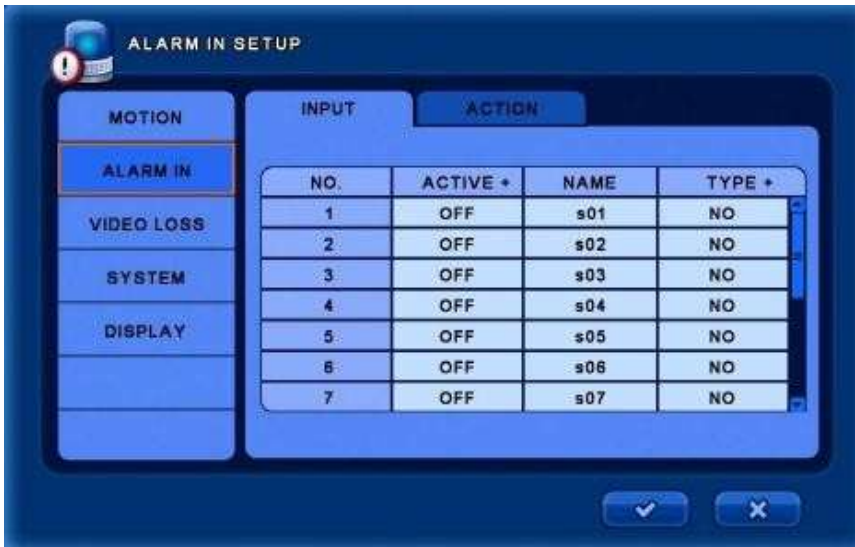 ALARM IN SETUP
MOTION
ALARM IN
VIDEO LOSS
SYSTEM
DISPLAY
INPUT ACTION
NO. ACTIVE + NAME TYPE +
1 OFF s01 NO
2 OFF s02 NO
3 OFF s03 NO
4 OFF s04 NO
5 OFF s05 NO
6 OFF s06 NO
7 OFF s07 NO